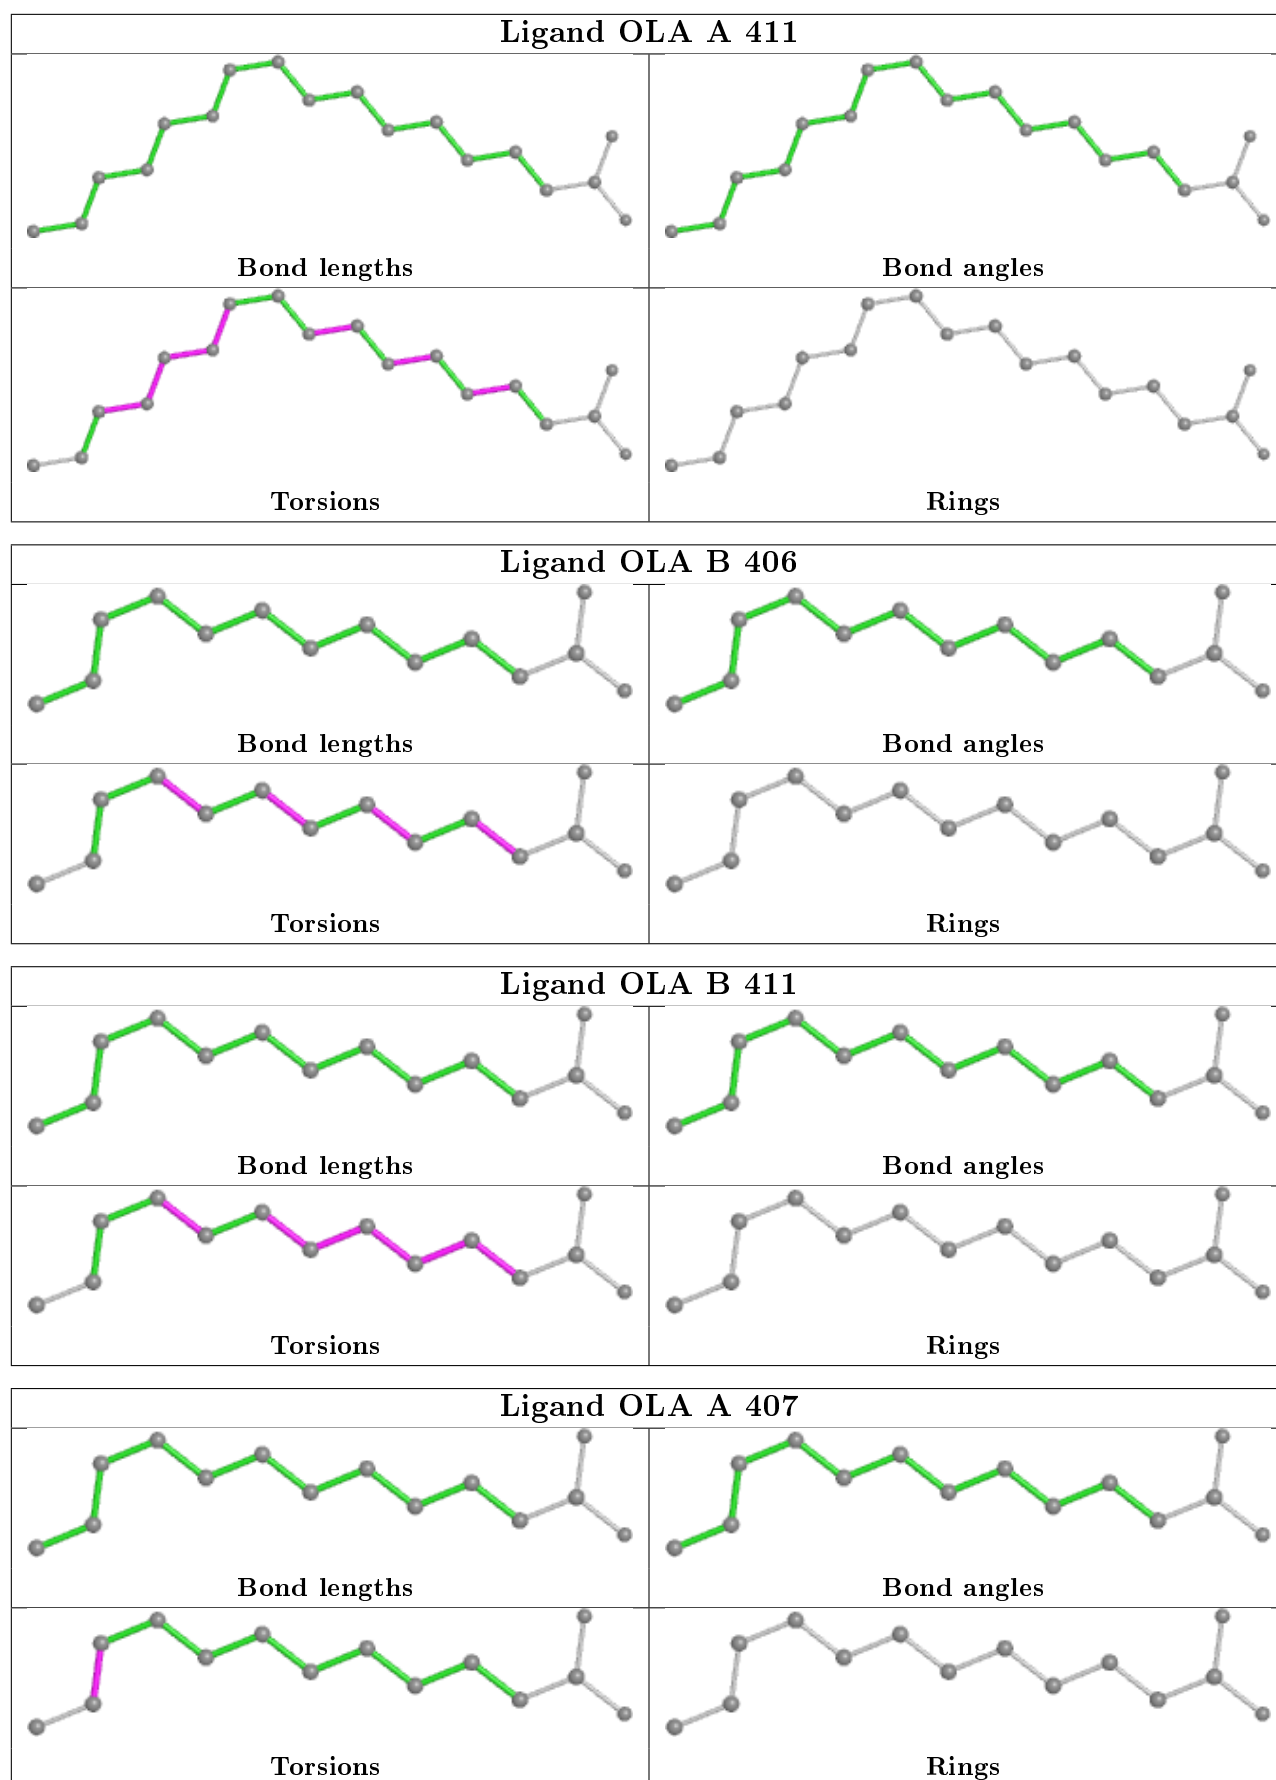 Ligand OLA A 411
Bond lengths
Bond angles
Torsions
Rings
Ligand OLA B 406
Bond lengths
Bond angles
Torsions
Rings
Ligand OLA B 411
Bond lengths
Bond angles
Torsions
Rings
Ligand OLA A 407
Bond lengths
Bond angles
Torsions
Rings